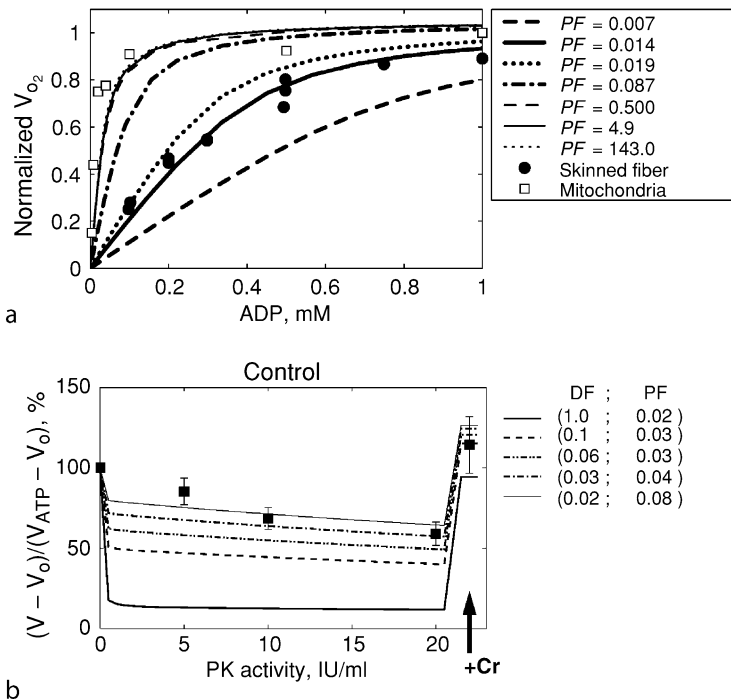 Normalized V_O2
1
0.8
0.6
0.4
0.2
0
0
0.2
0.4
0.6
0.8
1
ADP, mM
PF = 0.007
PF = 0.014
PF = 0.019
PF = 0.087
PF = 0.500
PF = 4.9
PF = 143.0
Skinned fiber
Mitochondria
a
Control
(V – V_o)/(V_ATP – V_o), %
150
100
50
0
0
5
10
15
20
PK activity, IU/ml
+Cr
DF ; PF
(1.0 ; 0.02 )
(0.1 ; 0.03 )
(0.06 ; 0.03 )
(0.03 ; 0.04 )
(0.02 ; 0.08 )
b